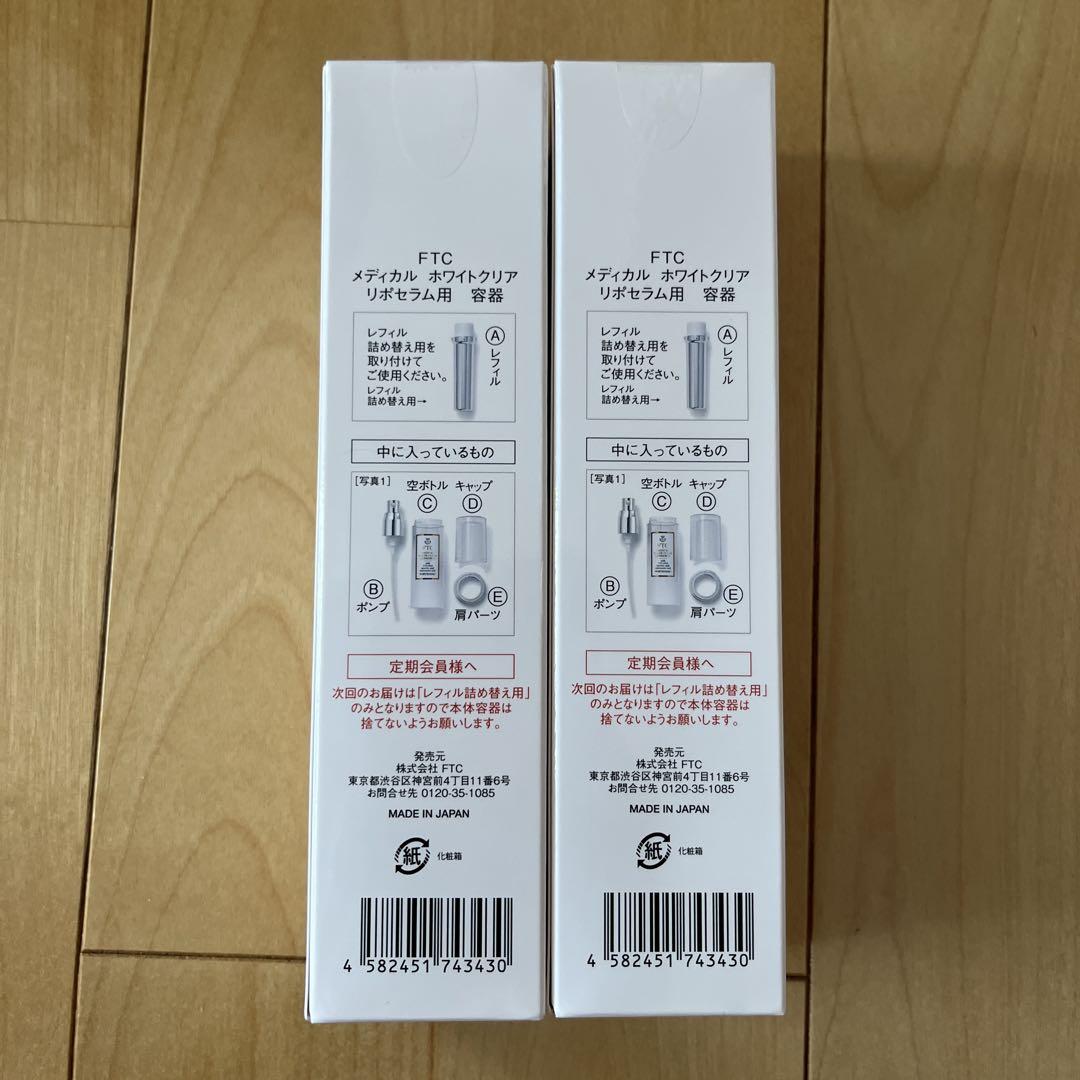 FTC
メディカル ホワイトクリア
リポセラム用 容器
レフィル
詰め替え用を
取り付けて
ご使用ください。
レフィル
詰め替え用→
A
レフィル
中に入っているもの
[写真1]
空ボトル
C
キャップ
D
FTC
B
ポンプ
E
肩パーツ
定期会員様へ
次回のお届けは「レフィル詰め替え用」
のみとなりますので本体容器は
捨てないようお願いします。
発売元
株式会社 FTC
東京都渋谷区神宮前4丁目11番6号
お問合せ先 0120-35-1085
MADE IN JAPAN
紙
化粧箱
4 582451 743430
FTC
メディカル ホワイトクリア
リポセラム用 容器
レフィル
詰め替え用を
取り付けて
ご使用ください。
レフィル
詰め替え用→
A
レフィル
中に入っているもの
[写真1]
空ボトル
C
キャップ
D
FTC
B
ポンプ
E
肩パーツ
定期会員様へ
次回のお届けは「レフィル詰め替え用」
のみとなりますので本体容器は
捨てないようお願いします。
発売元
株式会社 FTC
東京都渋谷区神宮前4丁目11番6号
お問合せ先 0120-35-1085
MADE IN JAPAN
紙
化粧箱
4 582451 743430